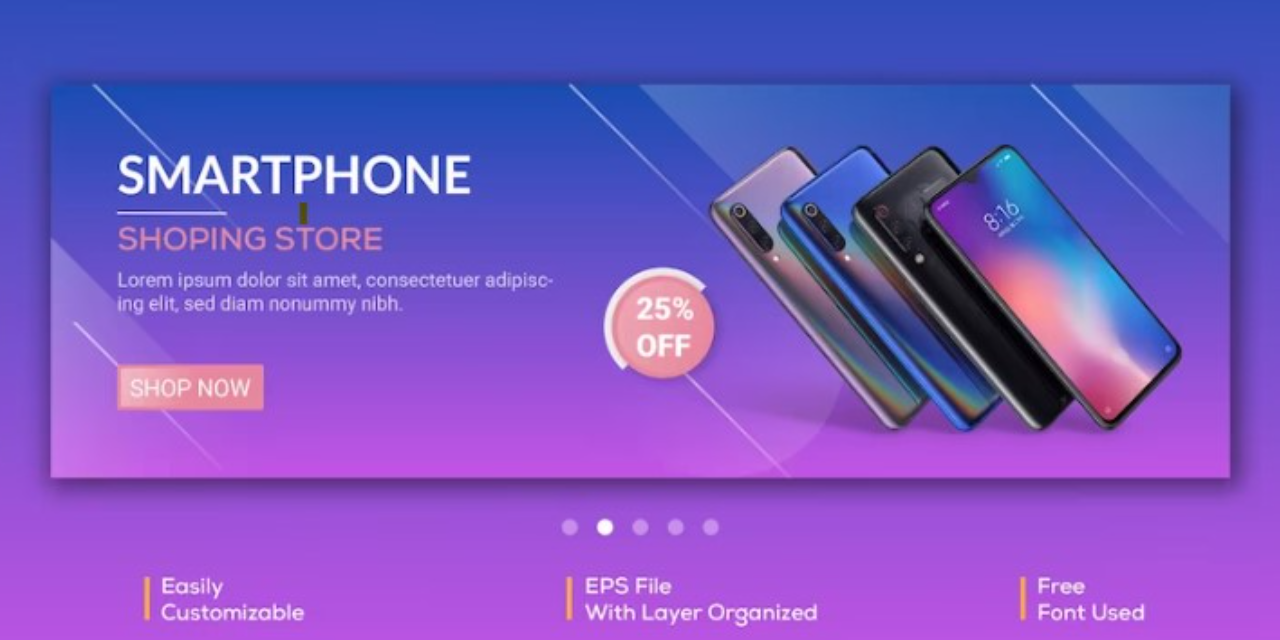 SMARTPHONE
SHOPING STORE
Lorem ipsum dolor sit amet, consectetuer adipisc-
ing elit, sed diam nonummy nibh.
SHOP NOW
25%
OFF
8:16
Easily
Customizable
EPS File
With Layer Organized
Free
Font Used